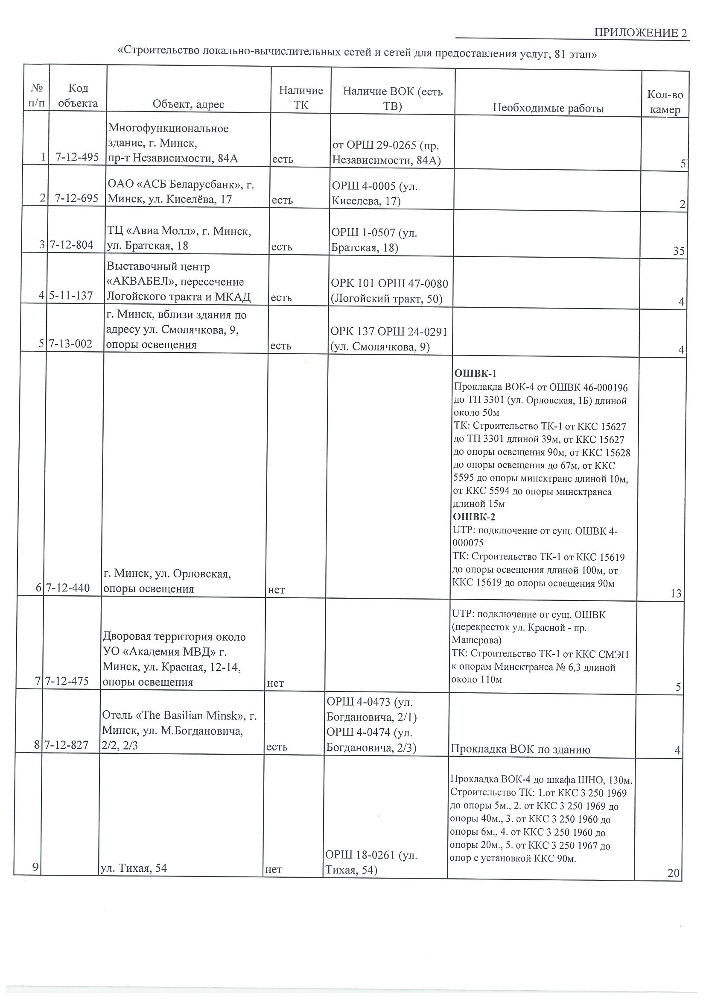 ПРИЛОЖЕНИЕ 2
«Строительство локально-вычислительных сетей и сетей для предоставления услуг, 81 этап»
№
п/п
Код
объекта
Объект, адрес
Наличие
ТК
Наличие ВОК (есть
ТВ)
Необходимые работы
Кол-во
камер
1
7-12-495
Многофункциональное
здание, г. Минск,
пр-т Независимости, 84А
есть
от ОРШ 29-0265 (пр.
Независимости, 84А)
5
2
7-12-695
ОАО «АСБ Беларусбанк», г.
Минск, ул. Киселёва, 17
есть
ОРШ 4-0005 (ул.
Киселева, 17)
2
3
7-12-804
ТЦ «Авиа Молл», г. Минск,
ул. Братская, 18
есть
ОРШ 1-0507 (ул.
Братская, 18)
35
4
5-11-137
Выставочный центр
«АКВАБЕЛ», пересечение
Логойского тракта и МКАД
есть
ОРК 101 ОРШ 47-0080
(Логойский тракт, 50)
4
5
7-13-002
г. Минск, вблизи здания по
адресу ул. Смолячкова, 9,
опоры освещения
есть
ОРК 137 ОРШ 24-0291
(ул. Смолячкова, 9)
4
6
7-12-440
г. Минск, ул. Орловская,
опоры освещения
нет
ОШВК-1
Проклакда ВОК-4 от ОШВК 46-000196
до ТП 3301 (ул. Орловская, 1Б) длиной
около 50м
ТК: Строительство ТК-1 от ККС 15627
до ТП 3301 длиной 39м, от ККС 15627
до опоры освещения 90м, от ККС 15628
до опоры освещения до 67м, от ККС
5595 до опоры минсктранс длиной 10м,
от ККС 5594 до опоры минсктранса
длиной 15м
ОШВК-2
UTP: подключение от сущ. ОШВК 4-
000075
ТК: Строительство ТК-1 от ККС 15619
до опоры освещения длиной 100м, от
ККС 15619 до опоры освещения 90м
13
7
7-12-475
Дворовая территория около
УО «Академия МВД» г.
Минск, ул. Красная, 12-14,
опоры освещения
нет
UTP: подключение от сущ. ОШВК
(перекресток ул. Красной - пр.
Машерова)
ТК: Строительство ТК-1 от ККС СМЭП
к опорам Минсктранса № 6,3 длиной
около 110м
5
8
7-12-827
Отель «The Basilian Minsk», г.
Минск, ул. М.Богдановича,
2/2, 2/3
есть
ОРШ 4-0473 (ул.
Богдановича, 2/1)
ОРШ 4-0474 (ул.
Богдановича, 2/3)
Прокладка ВОК по зданию
4
9
ул. Тихая, 54
нет
ОРШ 18-0261 (ул.
Тихая, 54)
Прокладка ВОК-4 до шкафа ШНО, 130м.
Строительство ТК: 1.от ККС 3 250 1969
до опоры 5м., 2. от ККС 3 250 1969 до
опоры 40м., 3. от ККС 3 250 1960 до
опоры 6м., 4. от ККС 3 250 1960 до
опоры 20м., 5. от ККС 3 250 1967 до
опор с установкой ККС 90м.
20